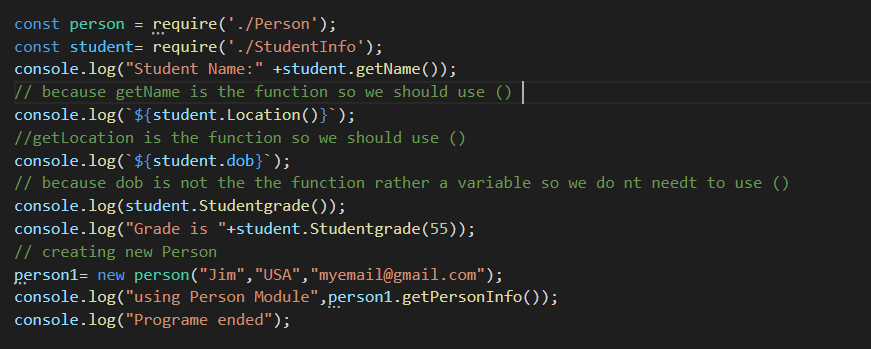 const person = require('./Person');
const student= require('./StudentInfo');
console.log("Student Name:" +student.getName());
// because getName is the function so we should use ()
console.log(`${student.Location()}`);
//getLocation is the function so we should use ()
console.log(`${student.dob}`);
// because dob is not the the function rather a variable so we do nt needt to use ()
console.log(student.Studentgrade());
console.log("Grade is "+student.Studentgrade(55));
// creating new Person
person1= new person("Jim","USA","myemail@gmail.com");
console.log("using Person Module",person1.getPersonInfo());
console.log("Programe ended");